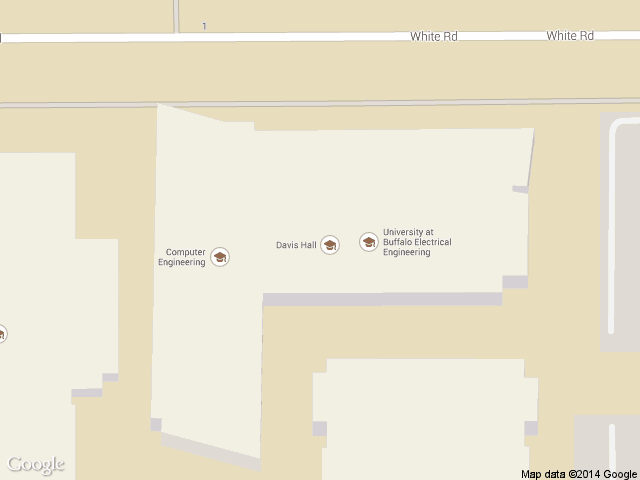 1
White Rd
White Rd
University at
Buffalo Electrical
Engineering
Davis Hall
Computer
Engineering
Google
Map data ©2014 Google